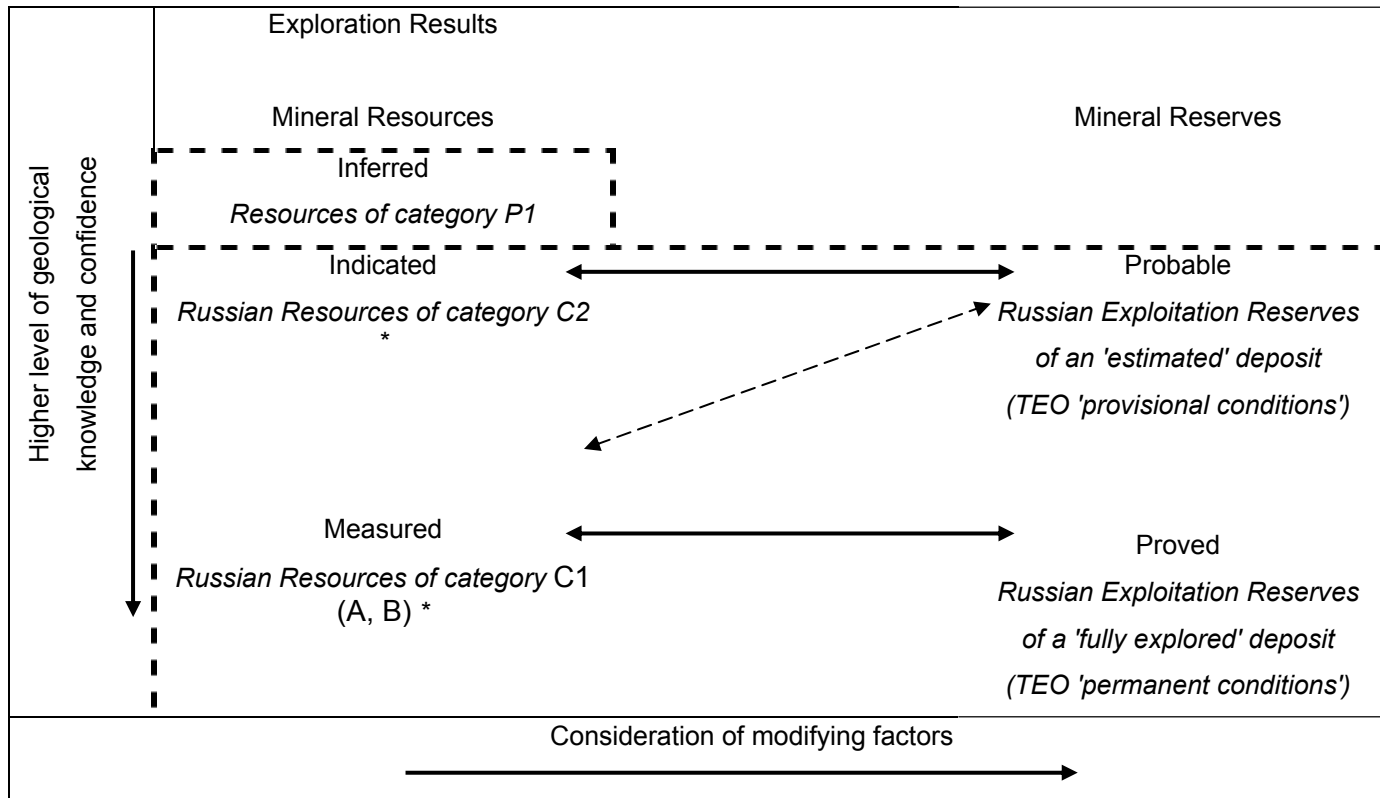 Exploration Results
Mineral Resources
Mineral Reserves
Higher level of geological
knowledge and confidence
Inferred
Resources of category P1
Indicated
Russian Resources of category C2
*
Probable
Russian Exploitation Reserves
of an 'estimated' deposit
(TEO 'provisional conditions')
Measured
Russian Resources of category C1
(A, B) *
Proved
Russian Exploitation Reserves
of a 'fully explored' deposit
(TEO 'permanent conditions')
Consideration of modifying factors